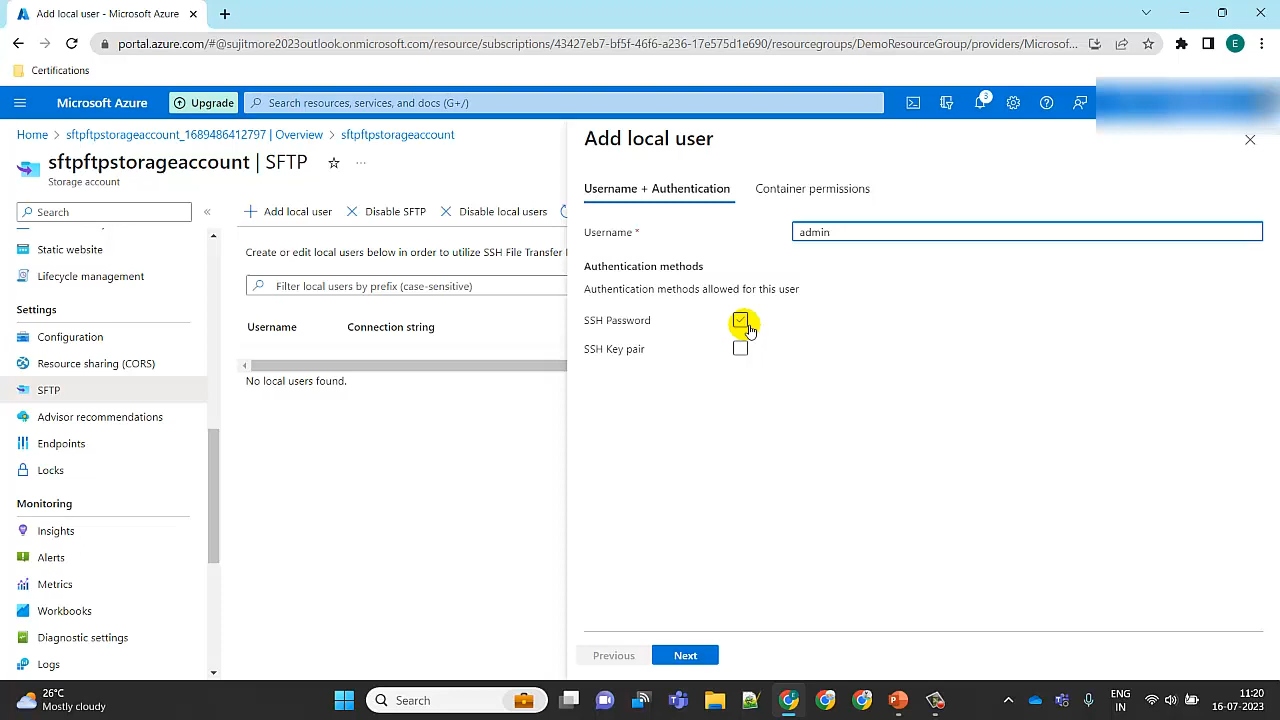 Add local user - Microsoft Azure
portal.azure.com/#@sujitmore2023outlook.onmicrosoft.com/resource/subscriptions/43427eb7-bf5f-46f6-a236-17e575d1e690/resourcegroups/DemoResourceGroup/providers/Microsof...
Certifications
Microsoft Azure
Upgrade
Search resources, services, and docs (G+/)
5
Home > sftpftpstorageaccount_1689486412797 | Overview > sftpftpstorageaccount
sftpftpstorageaccount | SFTP
Storage account
Search
Static website
Lifecycle management
Settings
Configuration
Resource sharing (CORS)
SFTP
Advisor recommendations
Endpoints
Locks
Monitoring
Insights
Alerts
Metrics
Workbooks
Diagnostic settings
Logs
Add local user
Disable SFTP
Disable local users
Create or edit local users below in order to utilize SSH File Transfer
Filter local users by prefix (case-sensitive)
Username
Connection string
No local users found.
Add local user
Username + Authentication
Container permissions
Username *
admin
Authentication methods
Authentication methods allowed for this user
SSH Password
SSH Key pair
Previous
Next
26°C
Mostly cloudy
Search
ENG
IN
11:20
16-07-2023